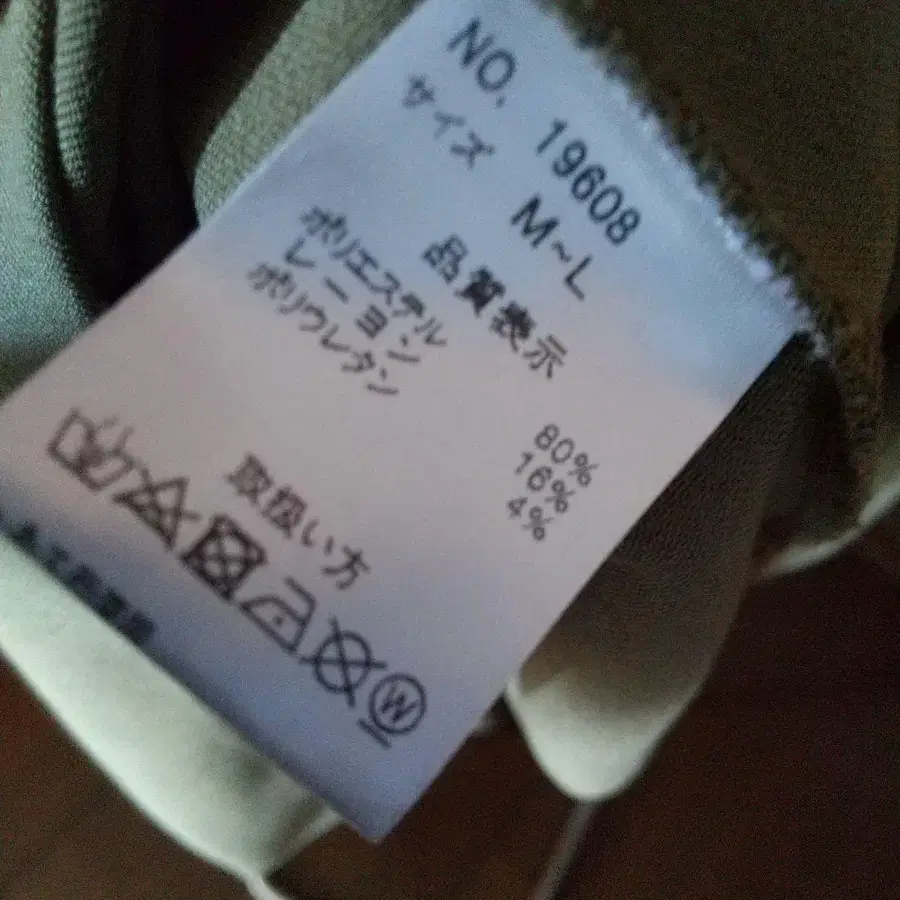 NO. 19608
サイズ M~L
品質表示
ポリエステル 80%
レーヨン 16%
ポリウレタン 4%
取扱い方
W